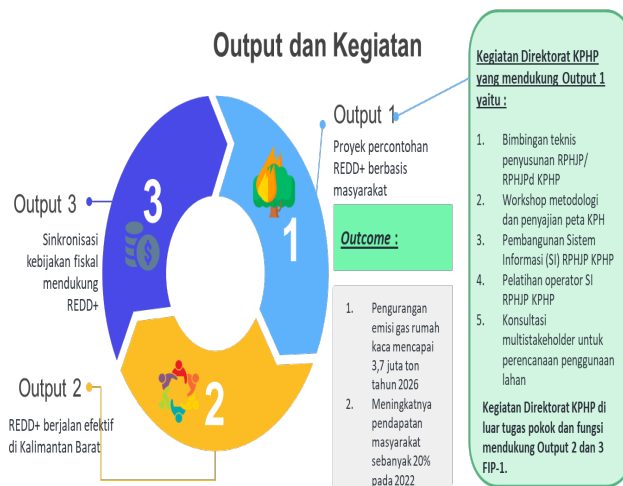 Output dan Kegiatan
Output 1
Proyek percontohan
REDD+ berbasis
masyarakat
1
Output 3
Sinkronisasi
kebijakan fiskal
mendukung
REDD+
3
$
Output 2
REDD+ berjalan efektif
di Kalimantan Barat
2
Outcome :
1. Pengurangan
emisi gas rumah
kaca mencapai
3,7 juta ton
tahun 2026
2. Meningkatnya
pendapatan
masyarakat
sebanyak 20%
pada 2022
Kegiatan Direktorat KPHP
yang mendukung Output 1
yaitu :
1. Bimbingan teknis
penyusunan RPHJP/
RPHJPd KPHP
2. Workshop metodologi
dan penyajian peta KPH
3. Pembangunan Sistem
Informasi (SI) RPHJP KPHP
4. Pelatihan operator SI
RPHJP KPHP
5. Konsultasi
multistakeholder untuk
perencanaan penggunaan
lahan
Kegiatan Direktorat KPHP di
luar tugas pokok dan fungsi
mendukung Output 2 dan 3
FIP-1.